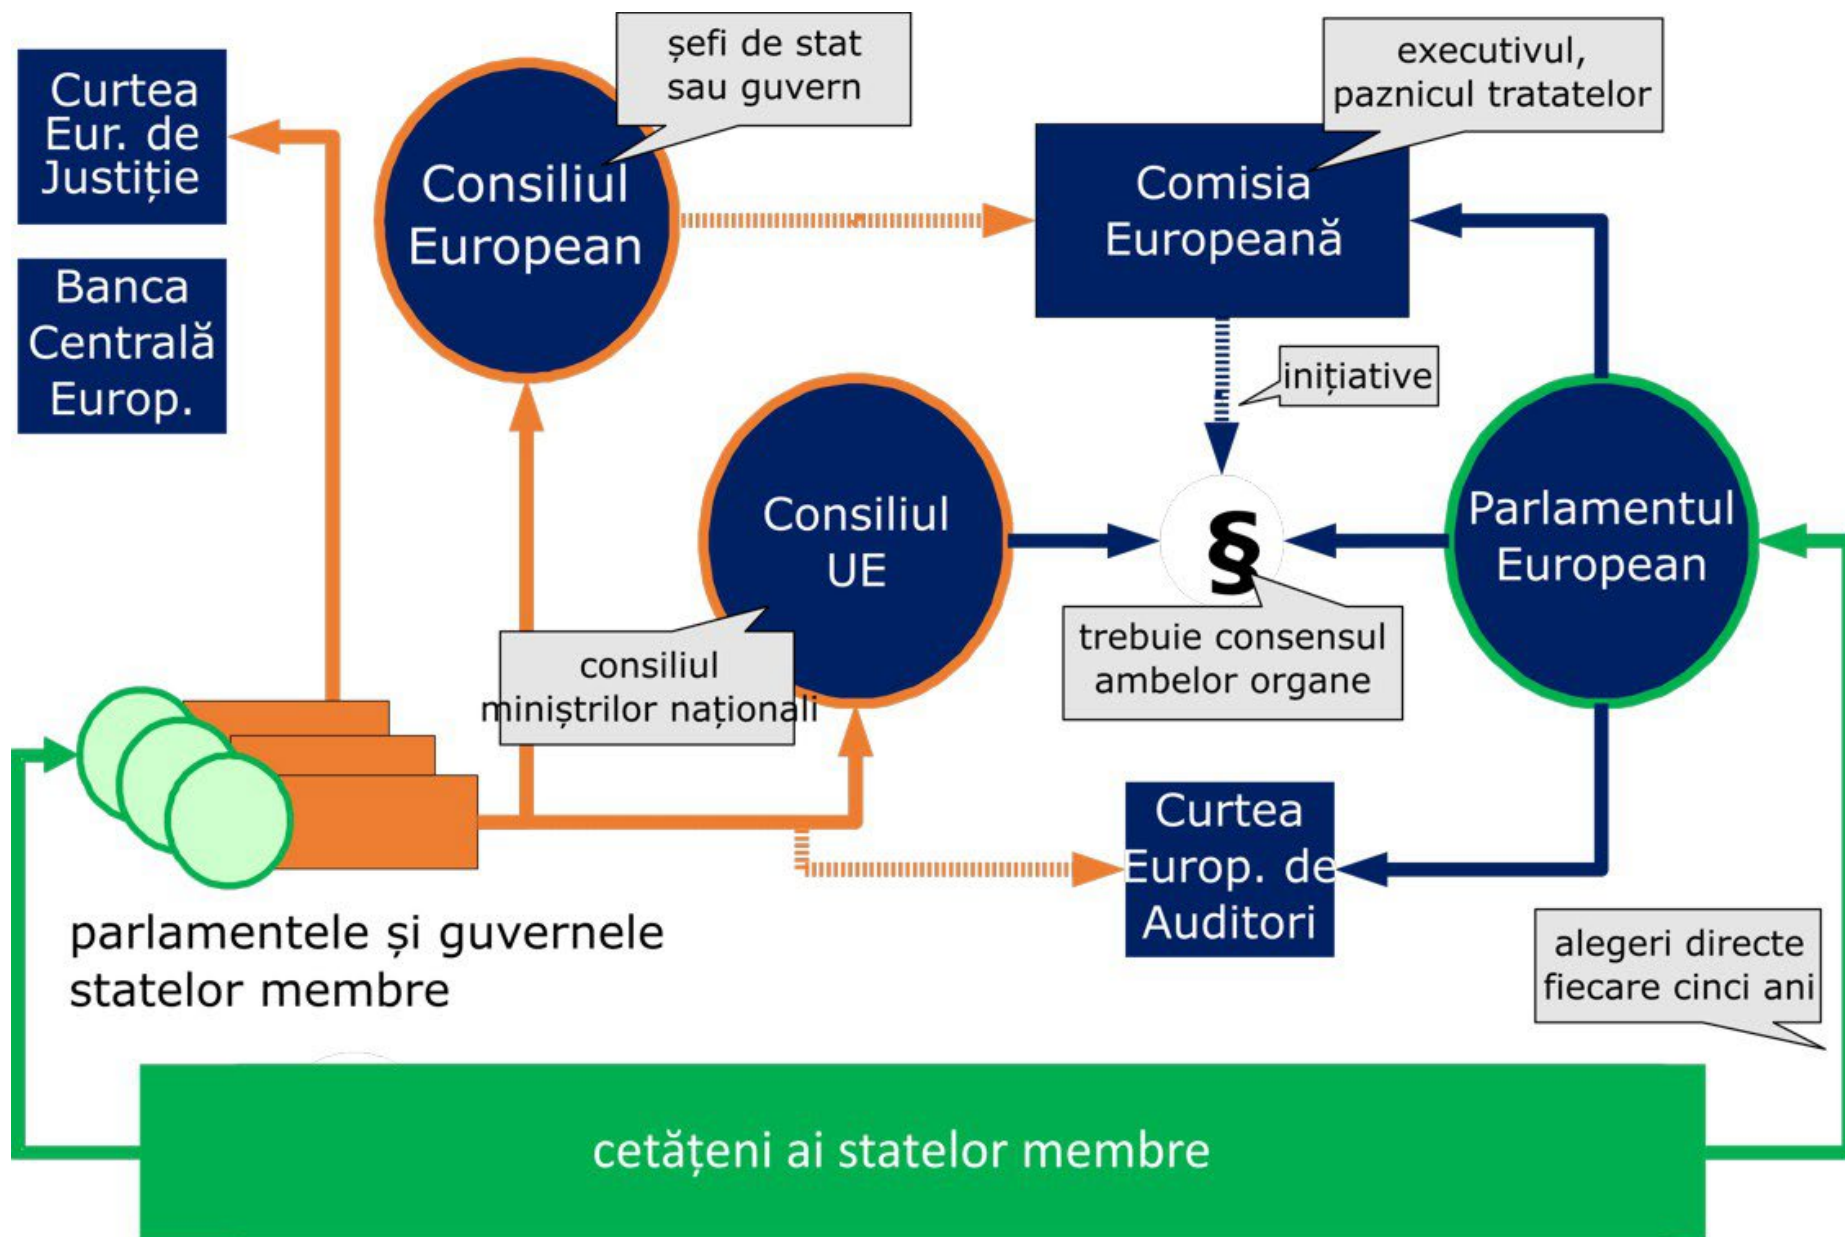 șefi de stat
sau guvern
executivul,
paznicul tratatelor
Curtea
Eur. de
Justiție
Consiliul
European
Comisia
Europeană
Banca
Centrală
Europ.
inițiative
Consiliul
UE
§
Parlamentul
European
consiliul
miniștrilor naționali
trebuie consensul
ambelor organe
Curtea
Europ. de
Auditori
parlamentele și guvernele
statelor membre
alegeri directe
fiecare cinci ani
cetățeni ai statelor membre